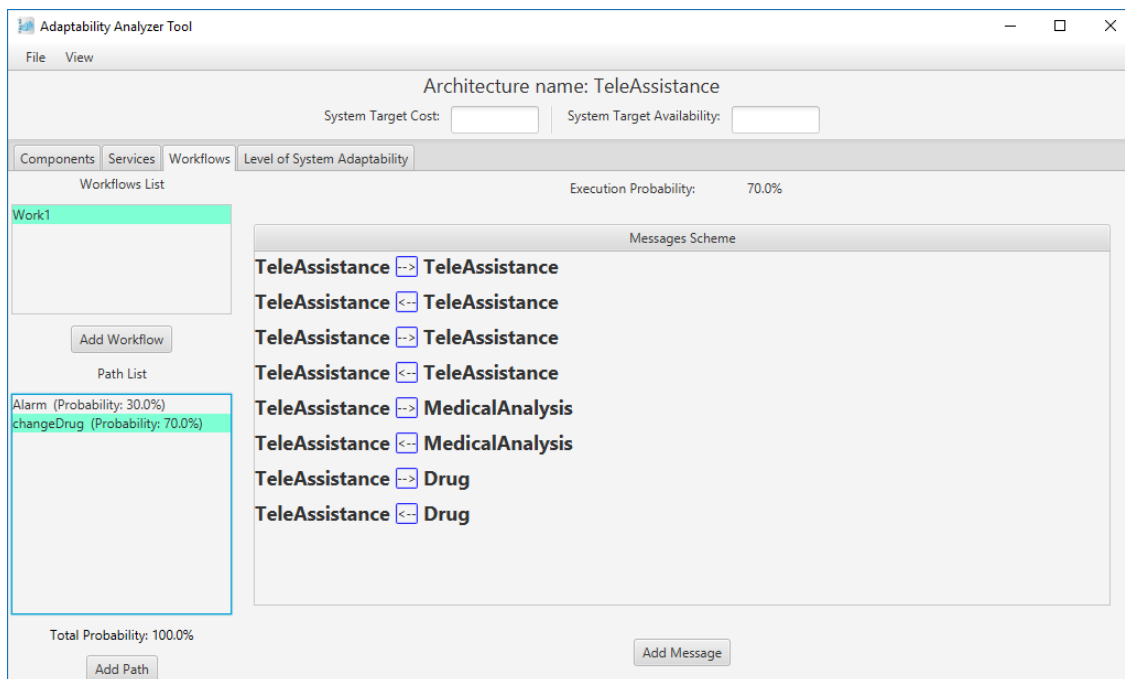 Adaptability Analyzer Tool
File View
Architecture name: TeleAssistance
System Target Cost: System Target Availability:
Components Services Workflows Level of System Adaptability
Workflows List
Execution Probability: 70.0%
Work1
Messages Scheme
TeleAssistance --> TeleAssistance
TeleAssistance <-- TeleAssistance
TeleAssistance --> TeleAssistance
TeleAssistance <-- TeleAssistance
TeleAssistance --> MedicalAnalysis
TeleAssistance <-- MedicalAnalysis
TeleAssistance --> Drug
TeleAssistance <-- Drug
Add Workflow
Path List
Alarm (Probability: 30.0%)
changeDrug (Probability: 70.0%)
Total Probability: 100.0%
Add Path
Add Message